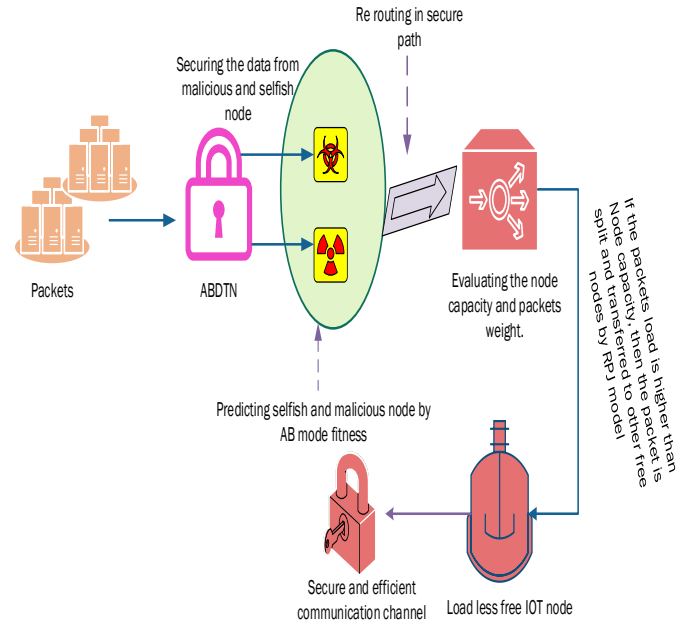 Re routing in secure
path
Securing the data from
malicious and selfish
node
Packets
ABDTN
Evaluating the node
capacity and packets
weight.
If the packets load is higher than
Node capacity, then the packet is
split and transferred to other free
nodes by RPJ model
Predicting selfish and malicious node by
AB mode fitness
Secure and efficient
communication channel
Load less free IOT node